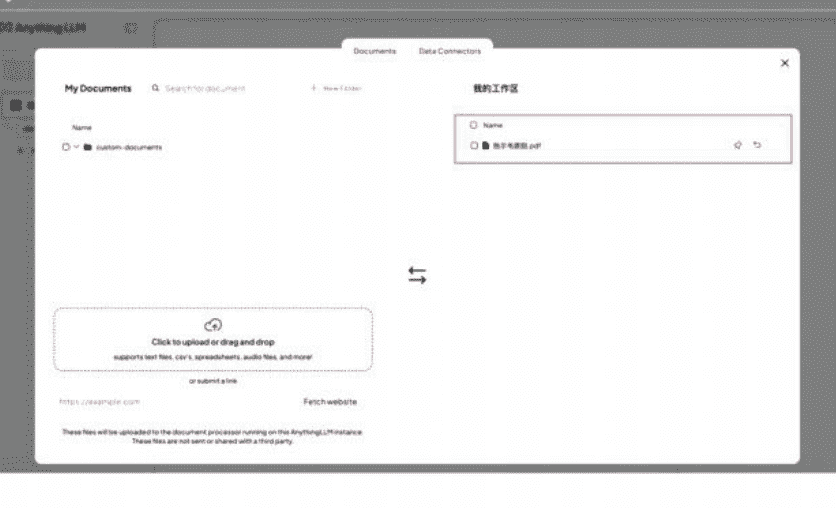 AnythingLLM
Documents
Data Connectors
My Documents
Search for document
+ New Folder
Name
custom-documents
Click to upload or drag and drop
supports text files, csv's, spreadsheets, audio files, and more!
or submit a link
https://example.com
Fetch website
These files will be uploaded to the document processor running on this AnythingLLM instance.
These files are not sent or shared with a third party.
我的工作区
Name
.pdf